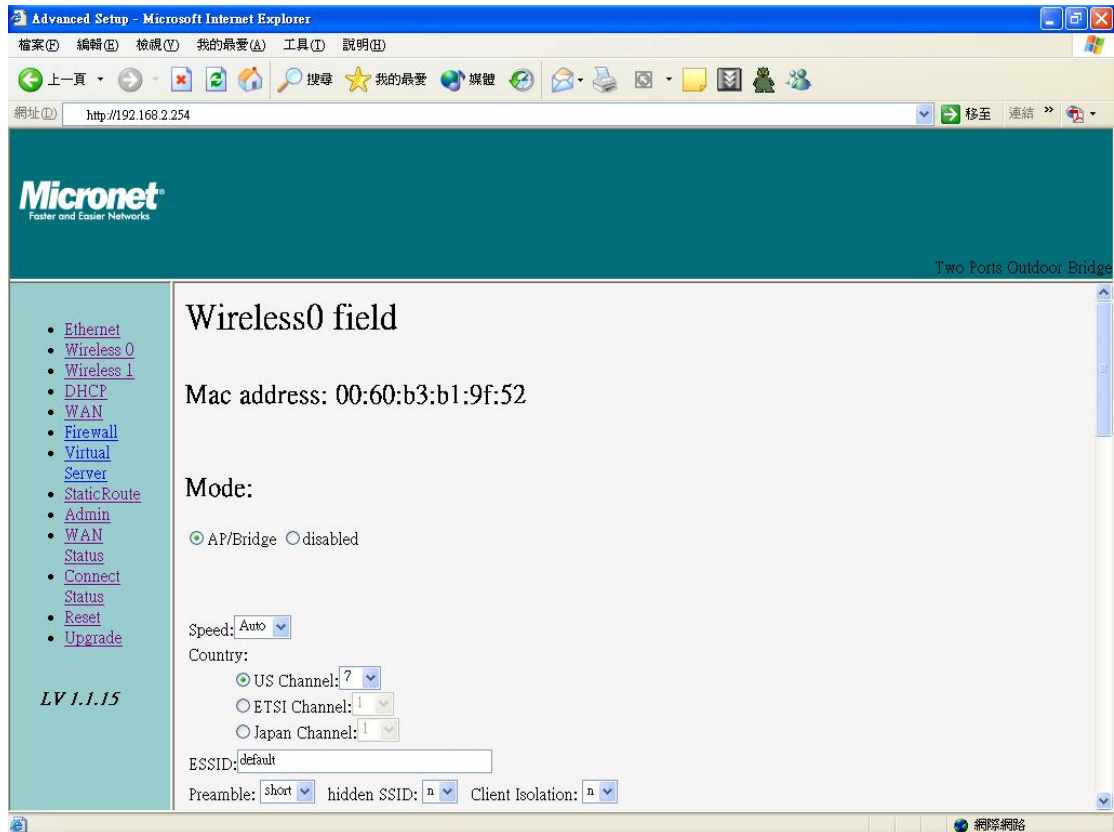 Advanced Setup - Microsoft Internet Explorer
檔案(F) 編輯(E) 檢視(V) 我的最愛(A) 工具(T) 說明(H)
上一頁 搜尋 我的最愛 媒體
網址(D) http://192.168.2.254 移至 連結 »
Micronet®
Faster and Easier Networks
Two Ports Outdoor Bridge
Ethernet
Wireless 0
Wireless 1
DHCP
WAN
Firewall
Virtual
Server
StaticRoute
Admin
WAN
Status
Connect
Status
Reset
Upgrade
LV 1.1.15
Wireless0 field
Mac address: 00:60:b3:b1:9f:52
Mode:
AP/Bridge disabled
Speed: Auto
Country:
US Channel: 7
ETSI Channel: 1
Japan Channel: 1
ESSID: default
Preamble: short hidden SSID: n Client Isolation: n
網際網路